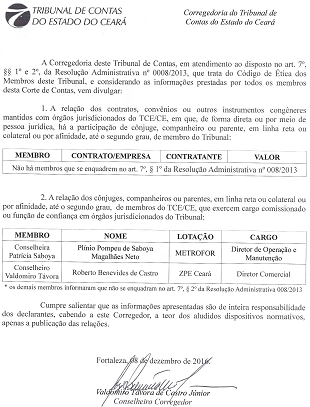 TRIBUNAL DE CONTAS
DO ESTADO DO CEARÁ
Corregedoria do Tribunal de
Contas do Estado do Ceará
A Corregedoria deste Tribunal de Contas, em atendimento ao disposto no art. 7º,
§§ 1º e 2º, da Resolução Administrativa nº 0008/2013, que trata do Código de Ética dos
Membros deste Tribunal, e considerando as informações prestadas por todos os membros
desta Corte de Contas, vem divulgar:
1. A relação dos contratos, convênios ou outros instrumentos congêneres
mantidos com órgãos jurisdicionados do TCE/CE, em que, de forma direta ou por meio de
pessoa jurídica, há a participação de cônjuge, companheiro ou parente, em linha reta ou
colateral ou por afinidade, até o segundo grau, de membro do Tribunal:
MEMBRO CONTRATO/EMPRESA CONTRATANTE VALOR
Não há membros que se enquadrem no art. 7º, § 1º da Resolução Administrativa nº 008/2013
2. A relação dos cônjuges, companheiros ou parentes, em linha reta ou colateral ou
por afinidade, até o segundo grau, de membros do TCE/CE, que exercem cargo comissionado
ou função de confiança em órgãos jurisdicionados do Tribunal:
MEMBRO NOME LOTAÇÃO CARGO
Conselheira Patrícia Saboya Plínio Pompeu de Saboya Magalhães Neto METROFOR Diretor de Operação e Manutenção
Conselheiro Valdomiro Távora Roberto Benevides de Castro ZPE Ceará Diretor Comercial
* os demais membros informaram que não se enquadram no art. 7º, § 2º da Resolução Administrativa 008/2013
Cumpre salientar que as informações apresentadas são de inteira responsabilidade
dos declarantes, cabendo a este Corregedor, a teor dos aludidos dispositivos normativos,
apenas a publicação das relações.
Fortaleza, 08 de dezembro de 2016.
Valdomiro Távora de Castro Júnior
Conselheiro Corregedor